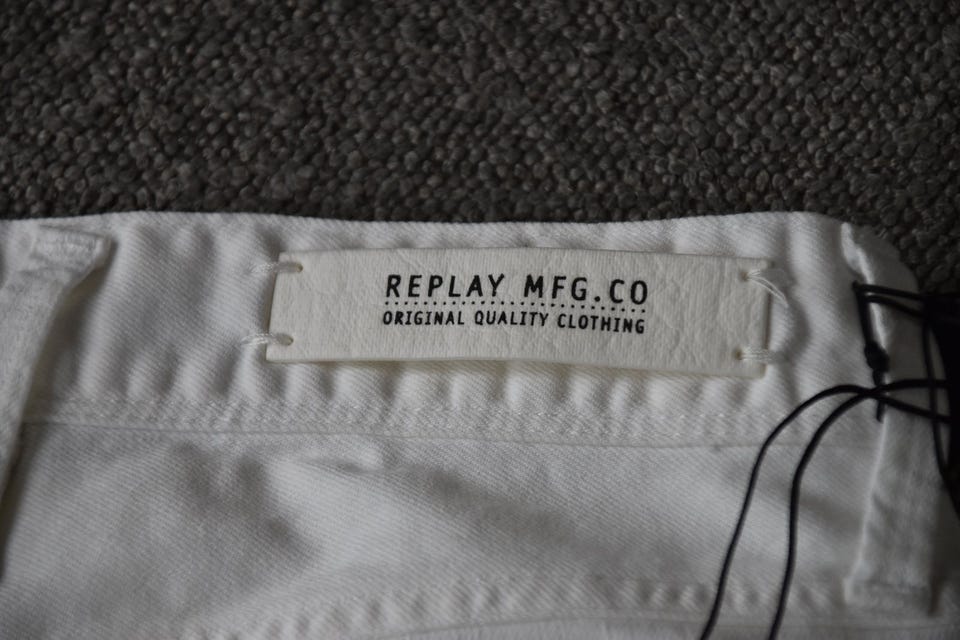 REPLAY MFG.CO
ORIGINAL QUALITY CLOTHING